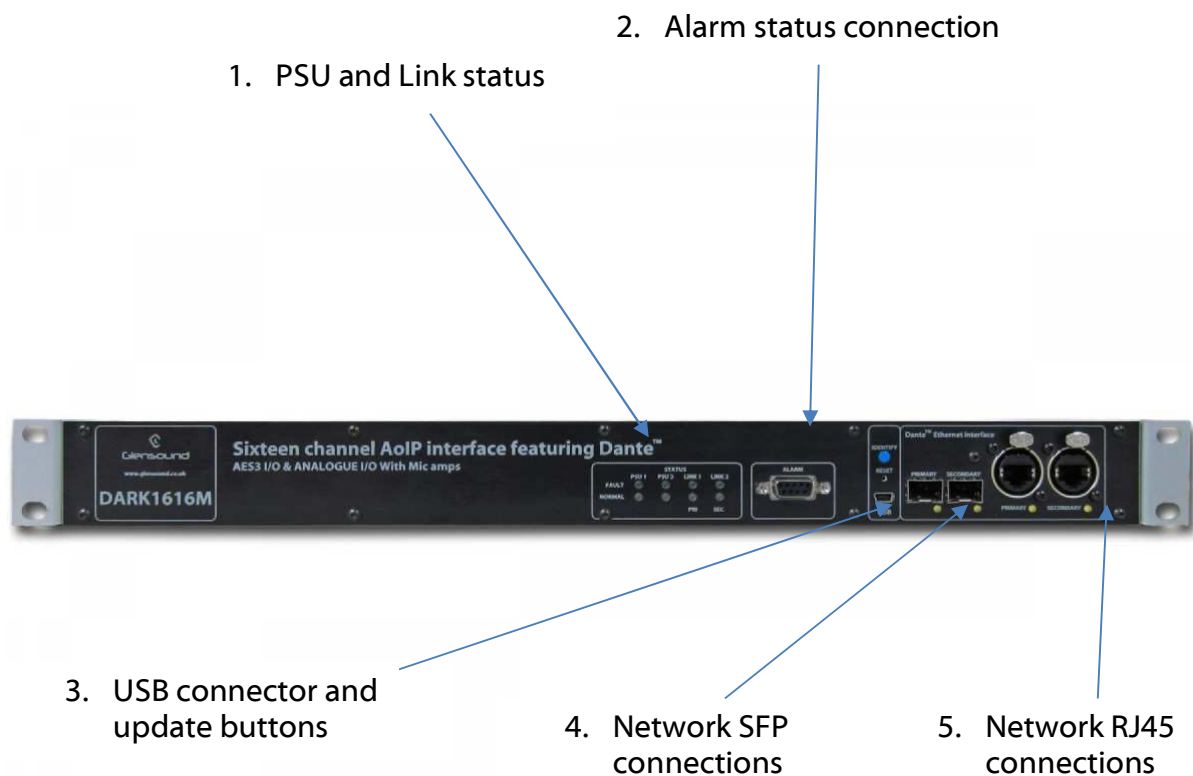 2. Alarm status connection
1. PSU and Link status
Glensound
www.glensound.co.uk
DARK1616M
Sixteen channel AoIP interface featuring Dante™
AES3 I/O & ANALOGUE I/O With Mic amps
STATUS
PSU 1 PSU 2 LINK 1 LINK 2
FAULT
NORMAL
PRI SEC
ALARM
IDENTIFY
RESET
Dante™ Ethernet Interface
PRIMARY SECONDARY
PRIMARY SECONDARY
3. USB connector and
update buttons
4. Network SFP
connections
5. Network RJ45
connections